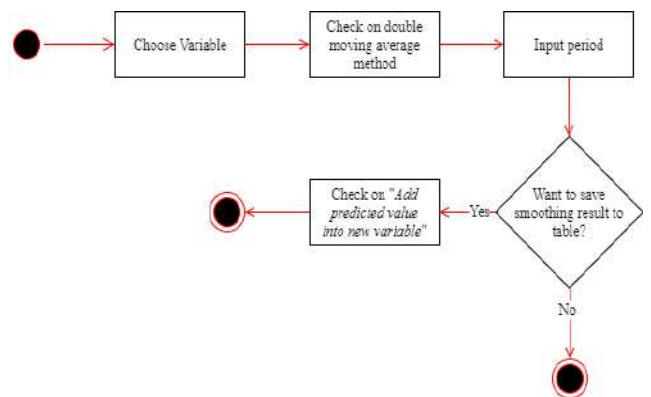 Choose Variable
Check on double
moving average
method
Input period
Want to save
smoothing result to
table?
Yes
Check on "Add
predicted value
into new variable"
No